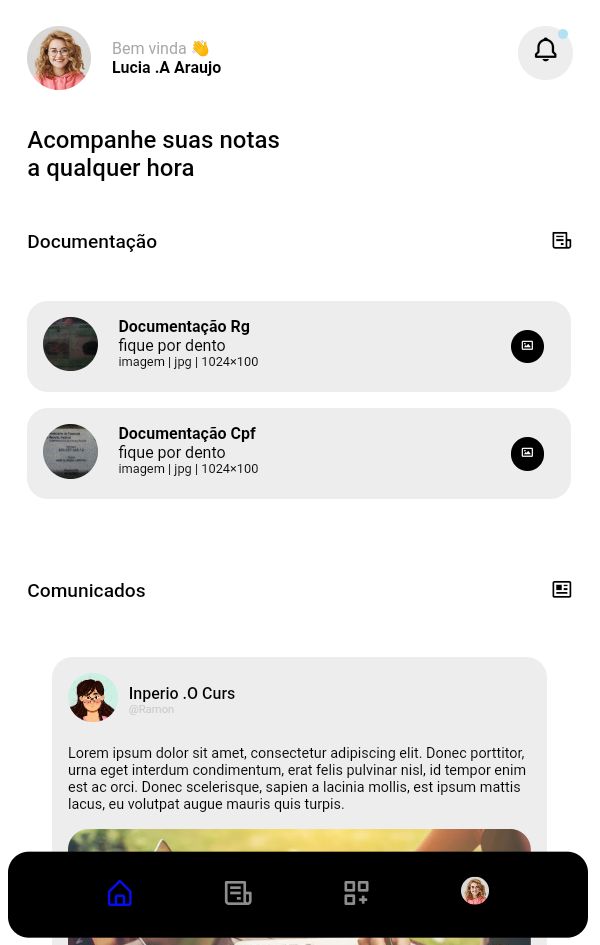 Bem vinda 👋
Lucia .A Araujo
Acompanhe suas notas
a qualquer hora
Documentação
Documentação Rg
fique por dento
imagem | jpg | 1024×100
Documentação Cpf
fique por dento
imagem | jpg | 1024×100
Comunicados
Inperio .O Curs
@Ramon
Lorem ipsum dolor sit amet, consectetur adipiscing elit. Donec porttitor,
urna eget interdum condimentum, erat felis pulvinar nisl, id tempor enim
est ac orci. Donec scelerisque, sapien a lacinia mollis, est ipsum mattis
lacus, eu volutpat augue mauris quis turpis.